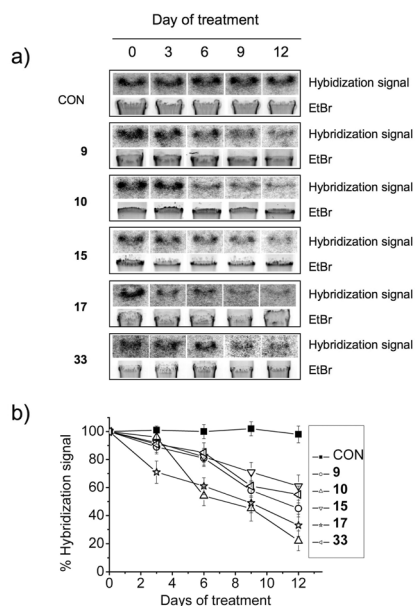 Day of treatment
a)
0 3 6 9 12
CON
Hybidization signal
EtBr
9
Hybridization signal
EtBr
10
Hybridization signal
EtBr
15
Hybridization signal
EtBr
17
Hybridization signal
EtBr
33
Hybridization signal
EtBr
b)
% Hybridization signal
100
80
60
40
20
0
0 2 4 6 8 10 12
Days of treatment
CON
9
10
15
17
33